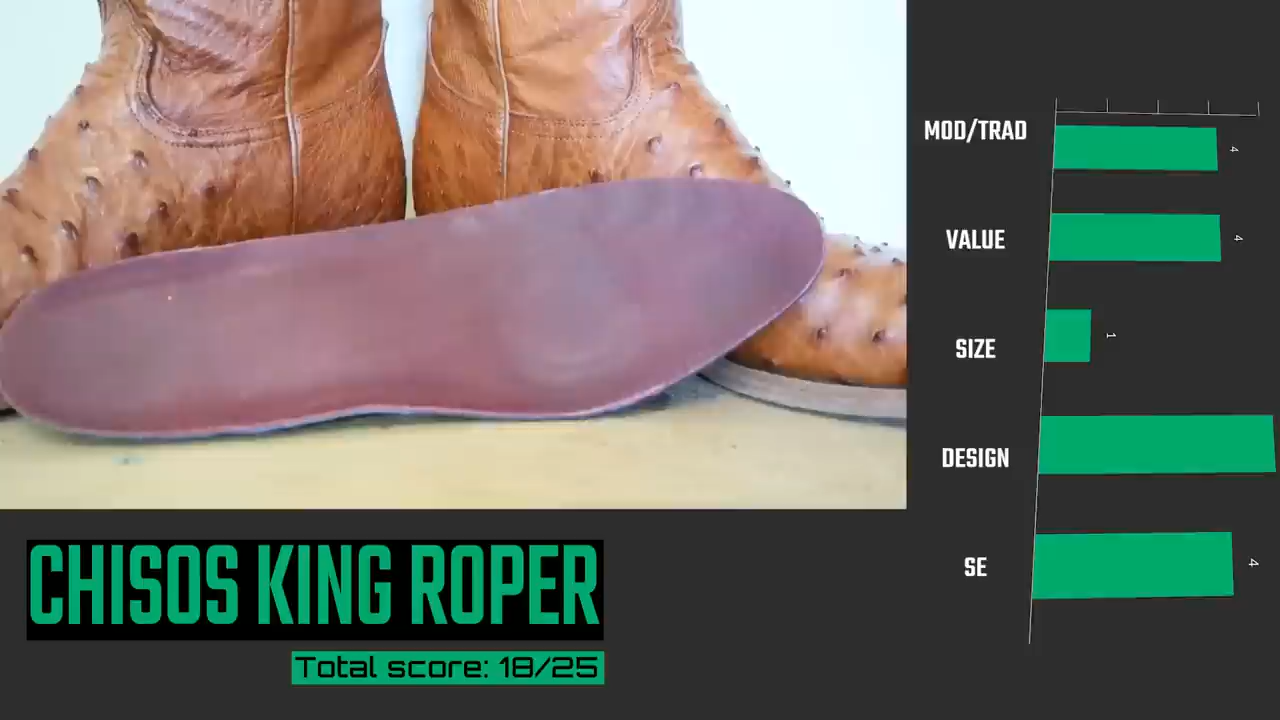 MOD/TRAD
4
VALUE
4
SIZE
1
DESIGN
SE
4
CHISOS KING ROPER
Total score: 18/25